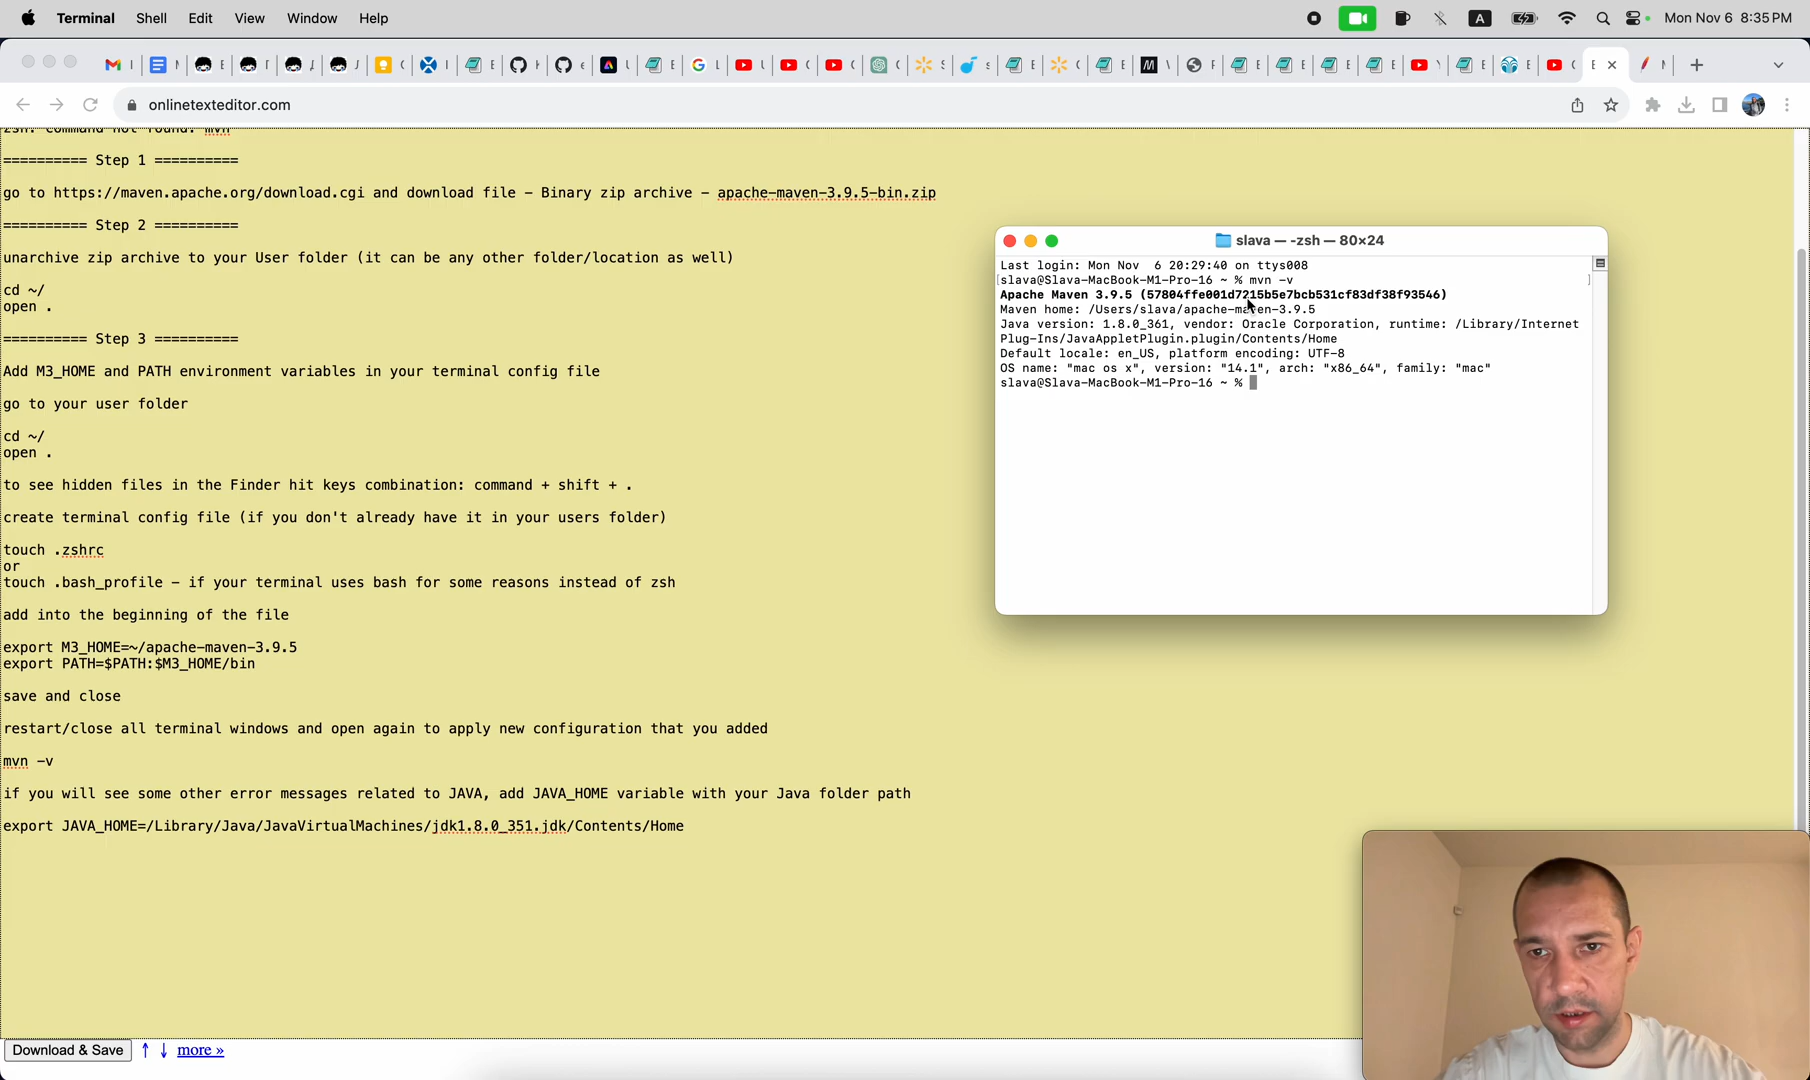 Terminal Shell Edit View Window Help
A
Mon Nov 6 8:35 PM
onlinetexteditor.com
zsh: command not found: mvn
========== Step 1 ==========
go to https://maven.apache.org/download.cgi and download file – Binary zip archive – apache-maven-3.9.5-bin.zip
========== Step 2 ==========
unarchive zip archive to your User folder (it can be any other folder/location as well)
cd ~/
open .
========== Step 3 ==========
Add M3_HOME and PATH environment variables in your terminal config file
go to your user folder
cd ~/
open .
to see hidden files in the Finder hit keys combination: command + shift + .
create terminal config file (if you don't already have it in your users folder)
touch .zshrc
or
touch .bash_profile – if your terminal uses bash for some reasons instead of zsh
add into the beginning of the file
export M3_HOME=~/apache-maven-3.9.5
export PATH=$PATH:$M3_HOME/bin
save and close
restart/close all terminal windows and open again to apply new configuration that you added
mvn -v
if you will see some other error messages related to JAVA, add JAVA_HOME variable with your Java folder path
export JAVA_HOME=/Library/Java/JavaVirtualMachines/jdk1.8.0_351.jdk/Contents/Home
slava — -zsh — 80×24
Last login: Mon Nov  6 20:29:40 on ttys008
[slava@Slava-MacBook-M1-Pro-16 ~ % mvn -v ]
Apache Maven 3.9.5 (57804ffe001d7215b5e7bcb531cf83df38f93546)
Maven home: /Users/slava/apache-maven-3.9.5
Java version: 1.8.0_361, vendor: Oracle Corporation, runtime: /Library/Internet
Plug-Ins/JavaAppletPlugin.plugin/Contents/Home
Default locale: en_US, platform encoding: UTF-8
OS name: "mac os x", version: "14.1", arch: "x86_64", family: "mac"
slava@Slava-MacBook-M1-Pro-16 ~ %
Download & Save ↑ ↓ more »